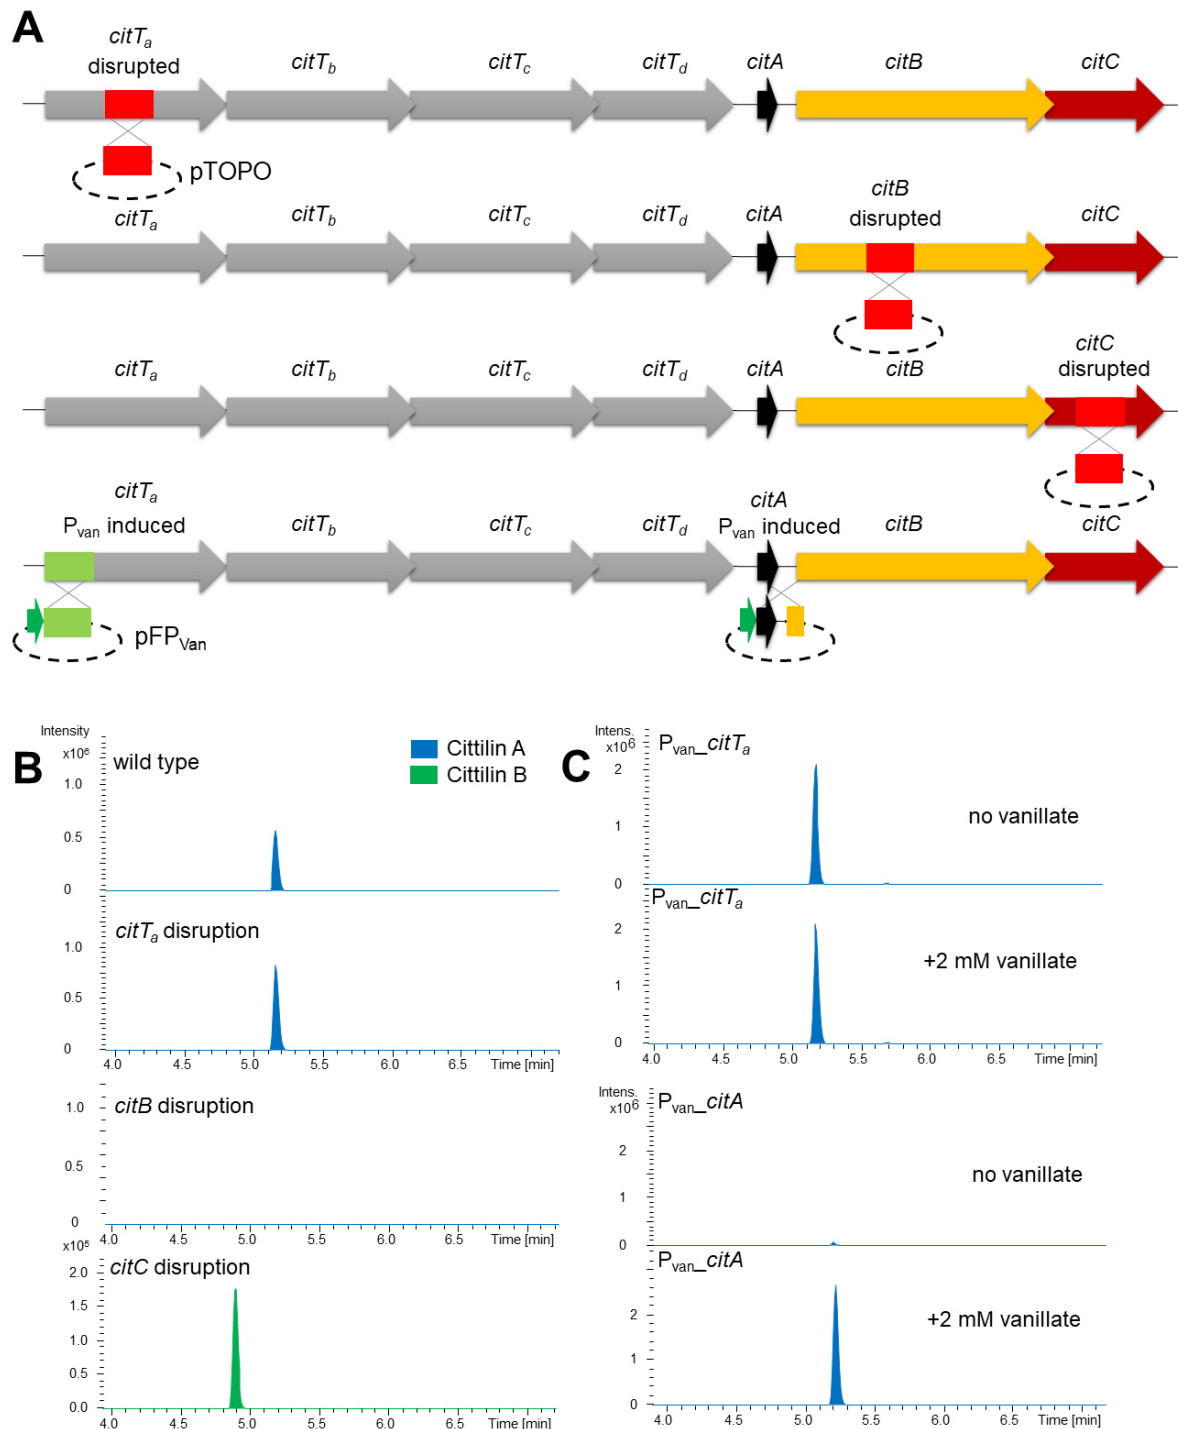 A
citTa
disrupted
citTb
citTc
citTd
citA
citB
citC
pTOPO
citTa
citTb
citTc
citTd
citA
citB
disrupted
citC
citTa
citTb
citTc
citTd
citA
citB
citC
disrupted
citTa
Pvan induced
citTb
citTc
citTd
citA
Pvan induced
citB
citC
pFPVan
B
Intensity
x10⁶
wild type
Cittilin A
Cittilin B
1.0
0.5
0
citTa disruption
1.0
0.5
0
4.0 4.5 5.0 5.5 6.0 6.5 Time [min]
citB disruption
1.0
0.5
0
4.0 4.5 5.0 5.5 6.0 6.5 Time [min]
x10⁵
citC disruption
2.0
1.5
1.0
0.5
0.0
4.0 4.5 5.0 5.5 6.0 6.5 Time [min]
C
Intens.
x10⁶
Pvan_citTa
2
no vanillate
1
0
Pvan_citTa
2
+2 mM vanillate
1
0
4.0 4.5 5.0 5.5 6.0 6.5 Time [min]
Intens.
x10⁶
Pvan_citA
2
no vanillate
1
0
Pvan_citA
2
+2 mM vanillate
1
0
4.0 4.5 5.0 5.5 6.0 6.5 Time [min]